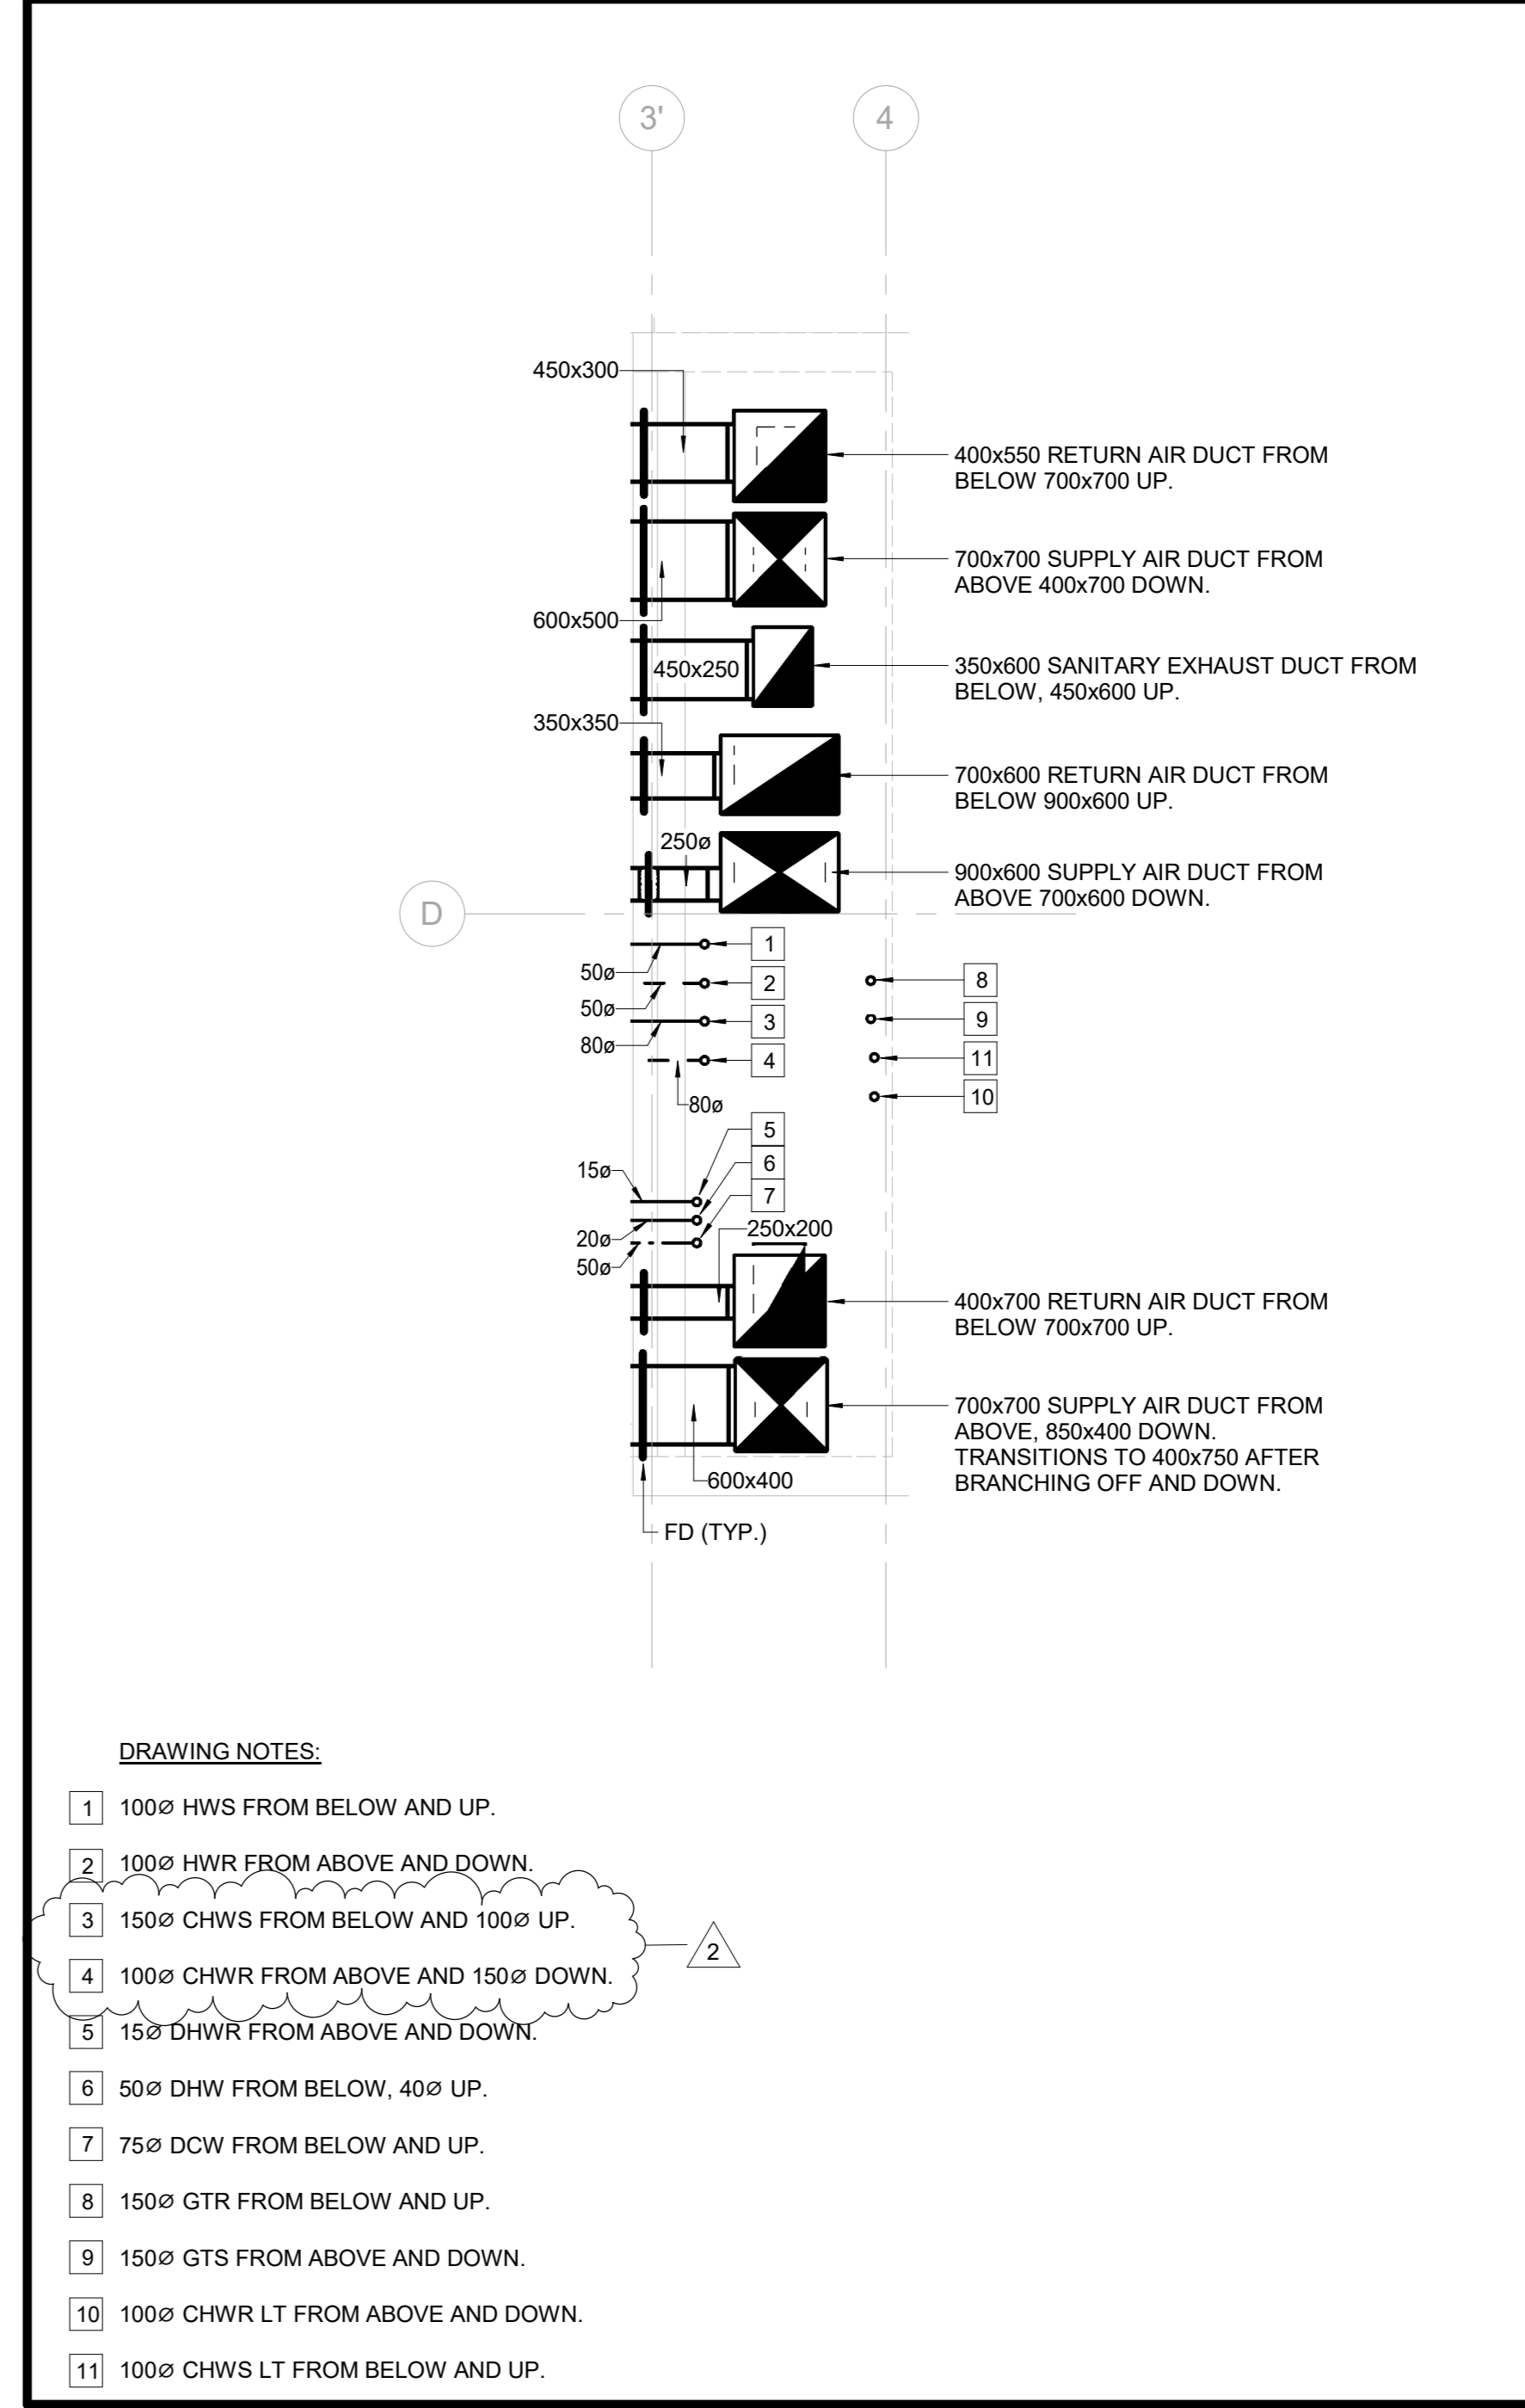 3'
4
450x300
400x550 RETURN AIR DUCT FROM
BELOW 700x700 UP.
700x700 SUPPLY AIR DUCT FROM
ABOVE 400x700 DOWN.
600x500
450x250
350x600 SANITARY EXHAUST DUCT FROM
BELOW, 450x600 UP.
350x350
700x600 RETURN AIR DUCT FROM
BELOW 900x600 UP.
250ø
900x600 SUPPLY AIR DUCT FROM
ABOVE 700x600 DOWN.
D
1
50ø
2
8
50ø
3
9
80ø
4
11
80ø
10
5
15ø
6
7
20ø
250x200
50ø
400x700 RETURN AIR DUCT FROM
BELOW 700x700 UP.
700x700 SUPPLY AIR DUCT FROM
ABOVE, 850x400 DOWN.
TRANSITIONS TO 400x750 AFTER
BRANCHING OFF AND DOWN.
600x400
FD (TYP.)
DRAWING NOTES:
1 100Ø HWS FROM BELOW AND UP.
2 100Ø HWR FROM ABOVE AND DOWN.
3 150Ø CHWS FROM BELOW AND 100Ø UP.
2
4 100Ø CHWR FROM ABOVE AND 150Ø DOWN.
5 15Ø DHWR FROM ABOVE AND DOWN.
6 50Ø DHW FROM BELOW, 40Ø UP.
7 75Ø DCW FROM BELOW AND UP.
8 150Ø GTR FROM BELOW AND UP.
9 150Ø GTS FROM ABOVE AND DOWN.
10 100Ø CHWR LT FROM ABOVE AND DOWN.
11 100Ø CHWS LT FROM BELOW AND UP.